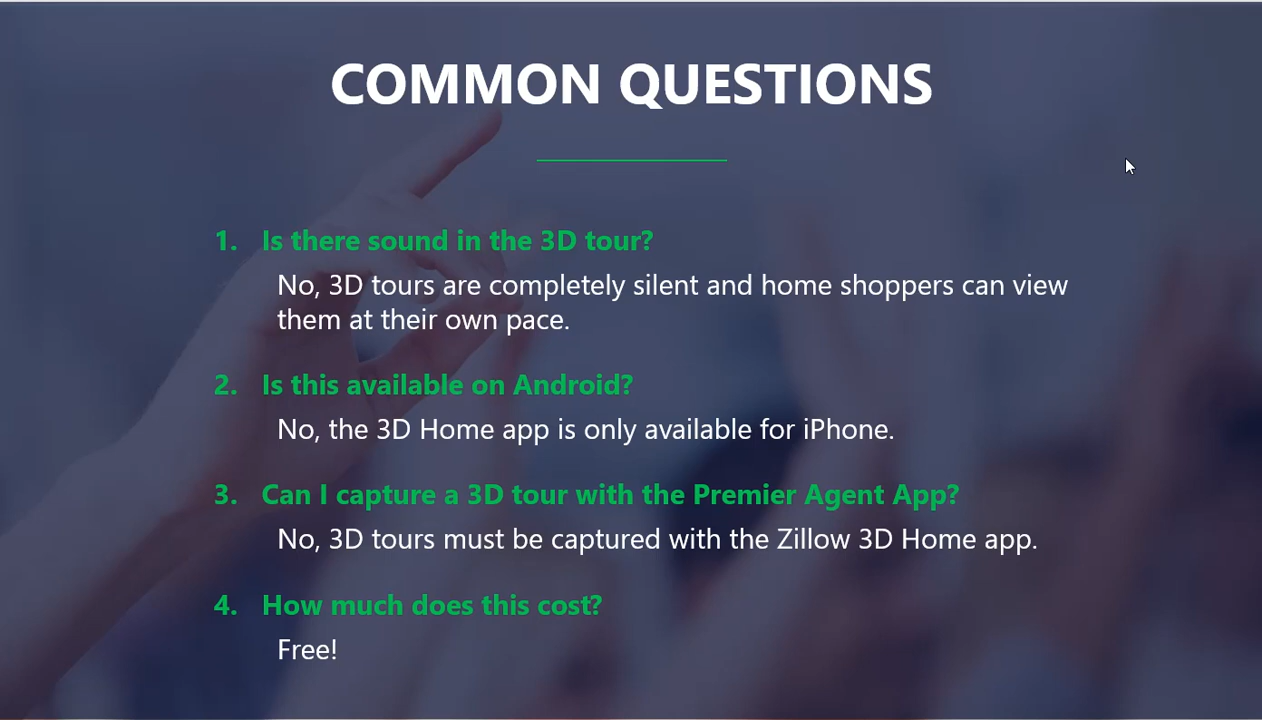 COMMON QUESTIONS
1. Is there sound in the 3D tour?
No, 3D tours are completely silent and home shoppers can view
them at their own pace.
2. Is this available on Android?
No, the 3D Home app is only available for iPhone.
3. Can I capture a 3D tour with the Premier Agent App?
No, 3D tours must be captured with the Zillow 3D Home app.
4. How much does this cost?
Free!